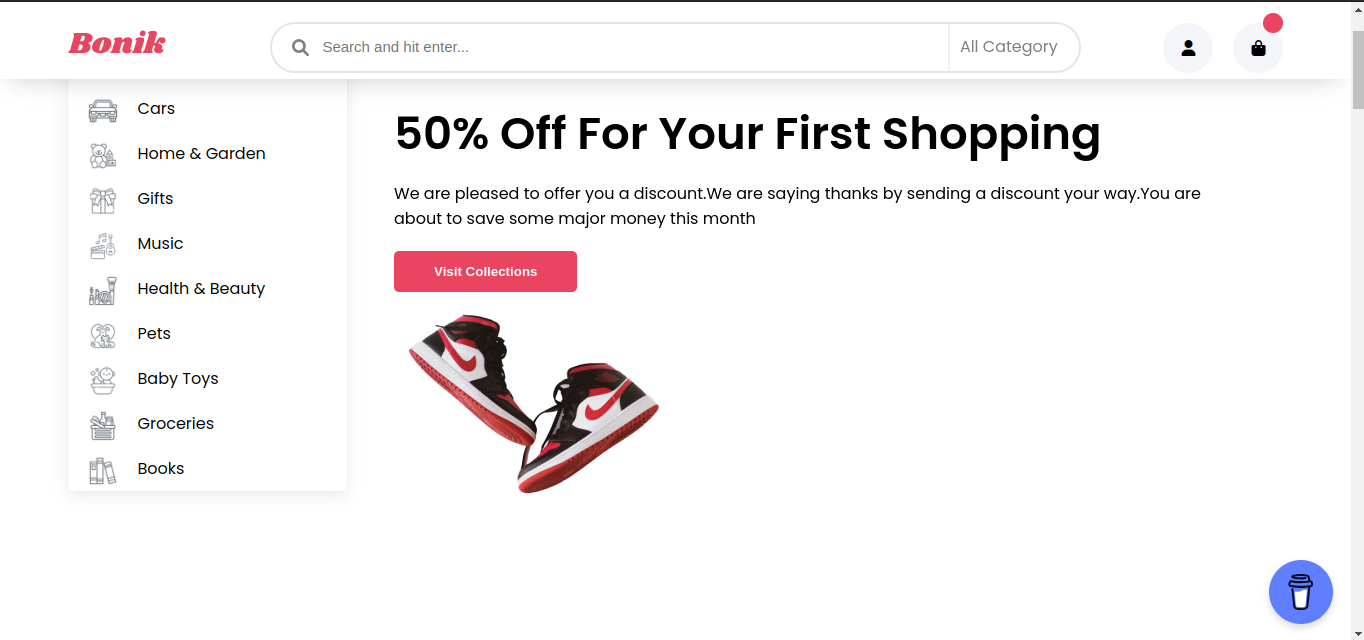 Bonik
Search and hit enter...
All Category
Cars
Home & Garden
Gifts
Music
Health & Beauty
Pets
Baby Toys
Groceries
Books
50% Off For Your First Shopping
We are pleased to offer you a discount.We are saying thanks by sending a discount your way.You are
about to save some major money this month
Visit Collections